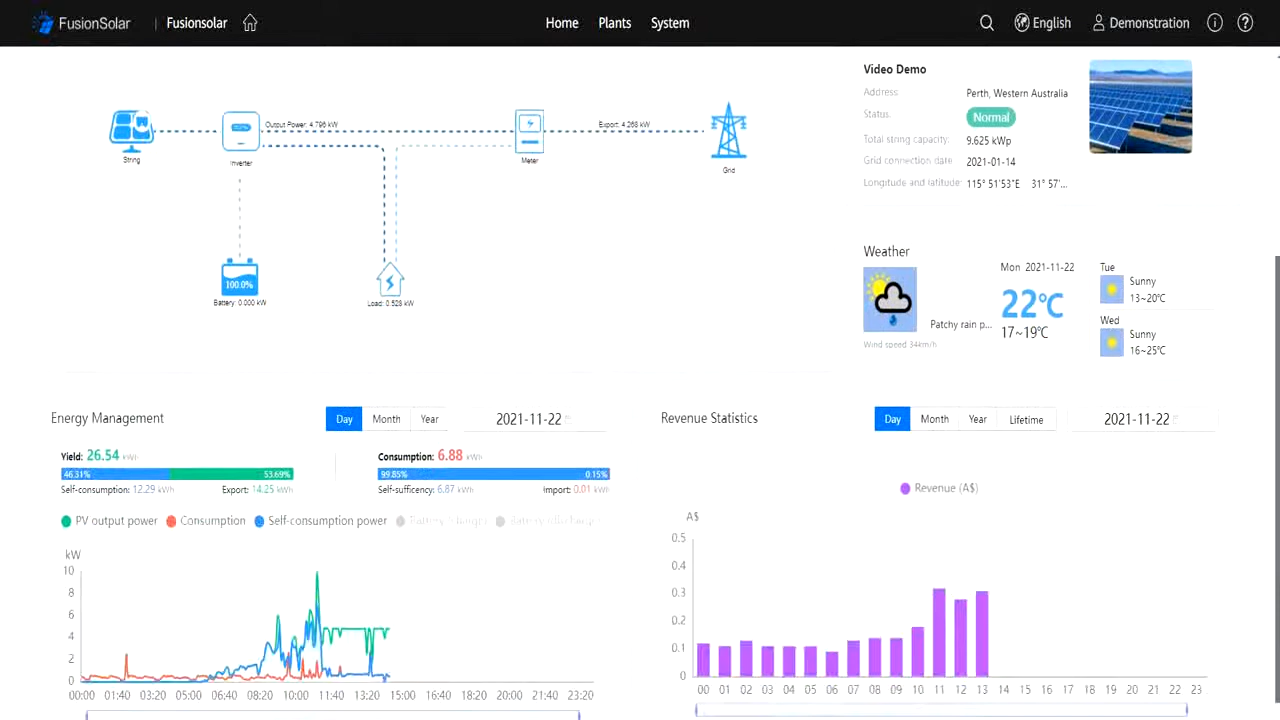 FusionSolar | Fusionsolar Home Plants System English Demonstration
Video Demo
Address: Perth, Western Australia
Status: Normal
Total string capacity: 9.625 kWp
Grid connection date: 2021-01-14
Longitude and latitude: 115° 51'53"E 31° 57'...
Output Power: 4.796 kW
Export: 4.268 kW
String
Inverter
Meter
Grid
100.0%
Battery: 0.000 kW
Load: 0.528 kW
Weather
Mon 2021-11-22
22℃
17~19℃
Patchy rain p...
Wind speed 34km/h
Tue
Sunny
13~20℃
Wed
Sunny
16~25℃
Energy Management
Day Month Year 2021-11-22
Yield: 26.54 kWh
46.31% 53.69%
Self-consumption: 12.29 kWh Export: 14.25 kWh
Consumption: 6.88 kWh
99.85% 0.15%
Self-sufficency: 6.87 kWh Import: 0.01 kWh
PV output power Consumption Self-consumption power
kW
10
8
6
4
2
0
00:00 01:40 03:20 05:00 06:40 08:20 10:00 11:40 13:20 15:00 16:40 18:20 20:00 21:40 23:20
Revenue Statistics
Day Month Year Lifetime 2021-11-22
Revenue (A$)
A$
0.5
0.4
0.3
0.2
0.1
0
00 01 02 03 04 05 06 07 08 09 10 11 12 13 14 15 16 17 18 19 20 21 22 23